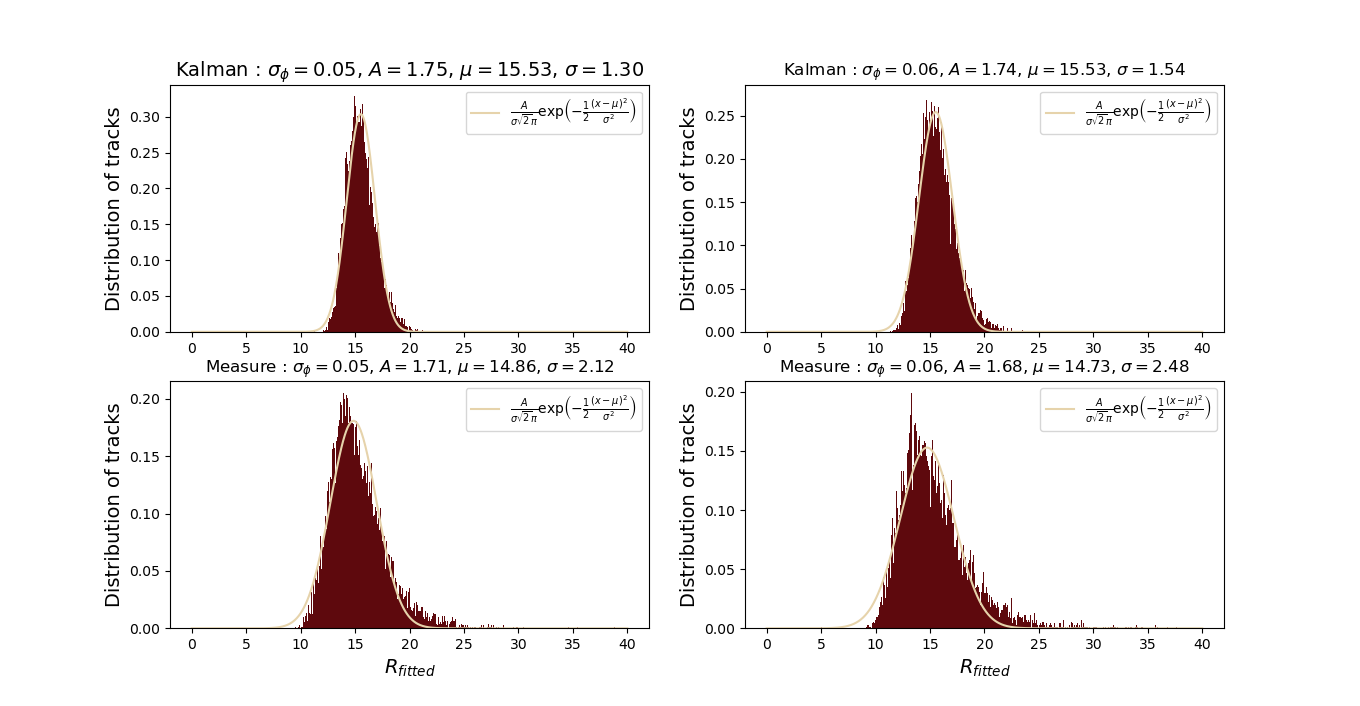 Kalman : σ_ϕ = 0.05, A = 1.75, μ = 15.53, σ = 1.30
Distribution of tracks
0.30
0.25
0.20
0.15
0.10
0.05
0.00
A/(σ√2π) exp(−1/2 (x−μ)²/σ²)
0 5 10 15 20 25 30 35 40
Kalman : σ_ϕ = 0.06, A = 1.74, μ = 15.53, σ = 1.54
Distribution of tracks
0.25
0.20
0.15
0.10
0.05
0.00
A/(σ√2π) exp(−1/2 (x−μ)²/σ²)
0 5 10 15 20 25 30 35 40
Measure : σ_ϕ = 0.05, A = 1.71, μ = 14.86, σ = 2.12
Distribution of tracks
0.20
0.15
0.10
0.05
0.00
A/(σ√2π) exp(−1/2 (x−μ)²/σ²)
0 5 10 15 20 25 30 35 40
R_fitted
Measure : σ_ϕ = 0.06, A = 1.68, μ = 14.73, σ = 2.48
Distribution of tracks
0.20
0.15
0.10
0.05
0.00
A/(σ√2π) exp(−1/2 (x−μ)²/σ²)
0 5 10 15 20 25 30 35 40
R_fitted